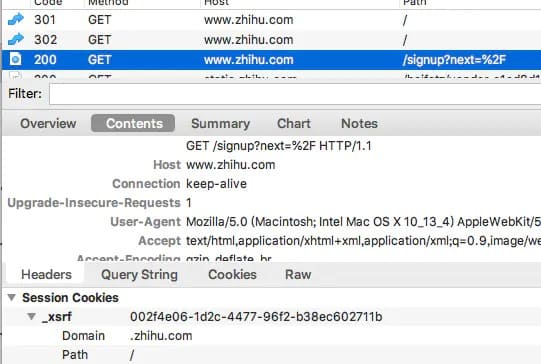 Code Method Host Path
301 GET www.zhihu.com /
302 GET www.zhihu.com /
200 GET www.zhihu.com /signup?next=%2F
Filter:
Overview Contents Summary Chart Notes
GET /signup?next=%2F HTTP/1.1
Host www.zhihu.com
Connection keep-alive
Upgrade-Insecure-Requests 1
User-Agent Mozilla/5.0 (Macintosh; Intel Mac OS X 10_13_4) AppleWebKit/5
Accept text/html,application/xhtml+xml,application/xml;q=0.9,image/we
Accept-Encoding gzip, deflate, br
Headers Query String Cookies Raw
Session Cookies
_xsrf 002f4e06-1d2c-4477-96f2-b38ec602711b
Domain .zhihu.com
Path /